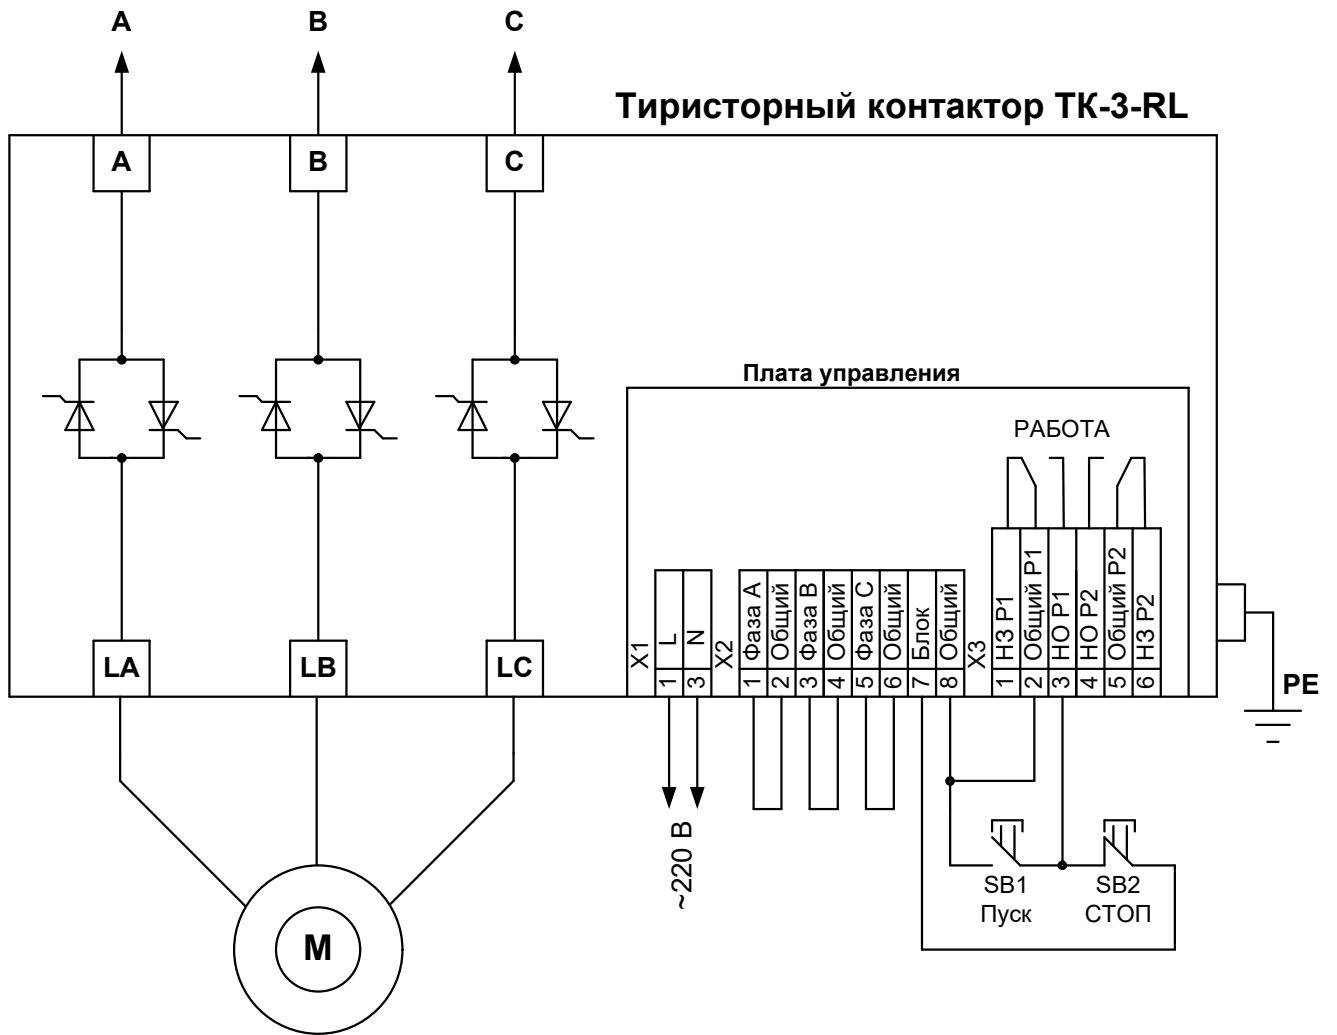 A B C
Тиристорный контактор ТК-3-RL
A B C
Плата управления
РАБОТА
LA LB LC
X1
L
N
1
3
X2
Фаза А
Общий
Фаза В
Общий
Фаза С
Общий
Блок
Общий
1
2
3
4
5
6
7
8
X3
НЗ Р1
Общий Р1
НО Р1
НО Р2
Общий Р2
НЗ Р2
1
2
3
4
5
6
PE
~220 В
SB1
Пуск
SB2
СТОП
М